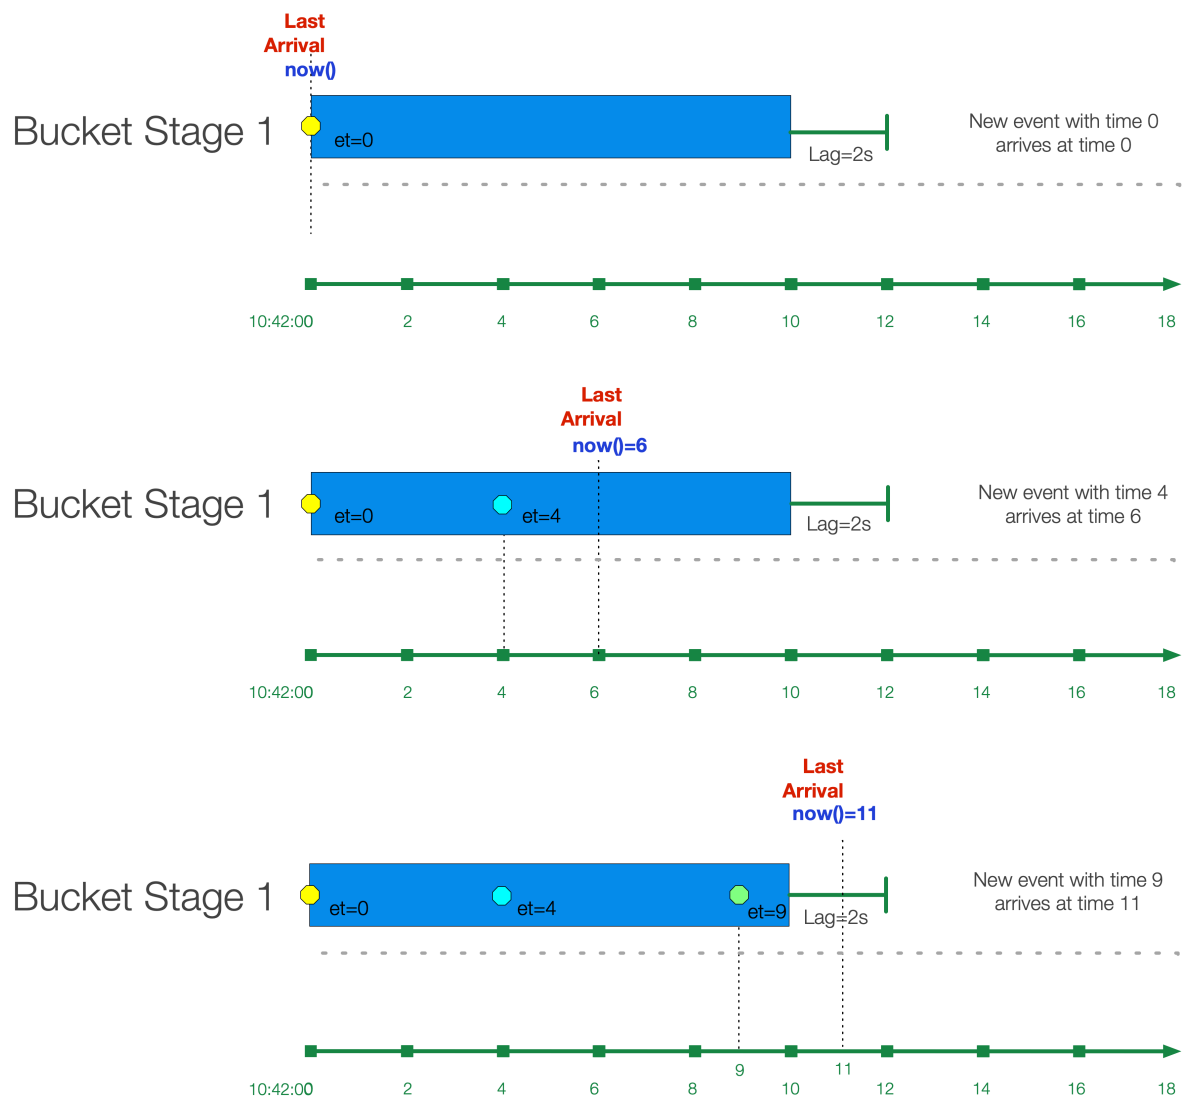 Last
Arrival
now()
Bucket Stage 1
et=0
Lag=2s
New event with time 0
arrives at time 0
10:42:00
2
4
6
8
10
12
14
16
18
Last
Arrival
now()=6
Bucket Stage 1
et=0
et=4
Lag=2s
New event with time 4
arrives at time 6
10:42:00
2
4
6
8
10
12
14
16
18
Last
Arrival
now()=11
Bucket Stage 1
et=0
et=4
et=9
Lag=2s
New event with time 9
arrives at time 11
9
11
10:42:00
2
4
6
8
10
12
14
16
18